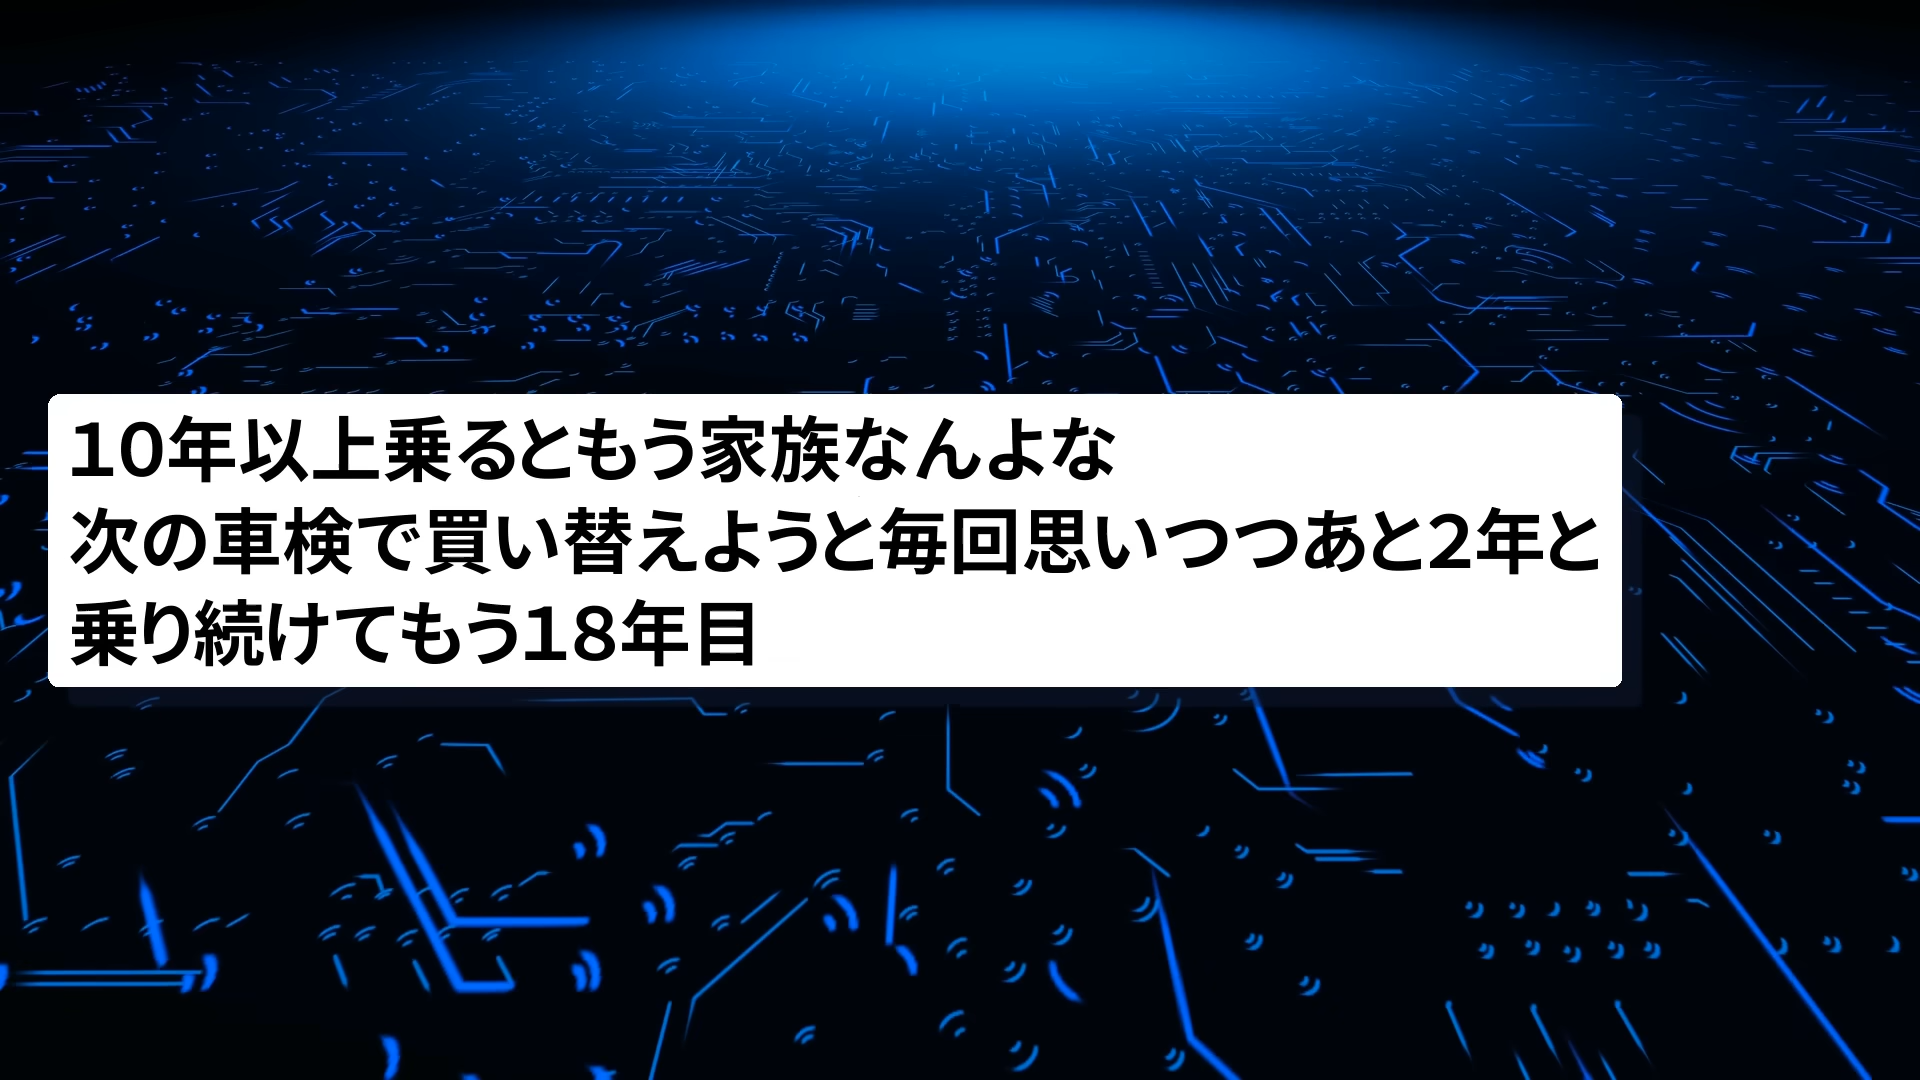 １０年以上乗るともう家族なんよな
次の車検で買い替えようと毎回思いつつあと２年と
乗り続けてもう１８年目